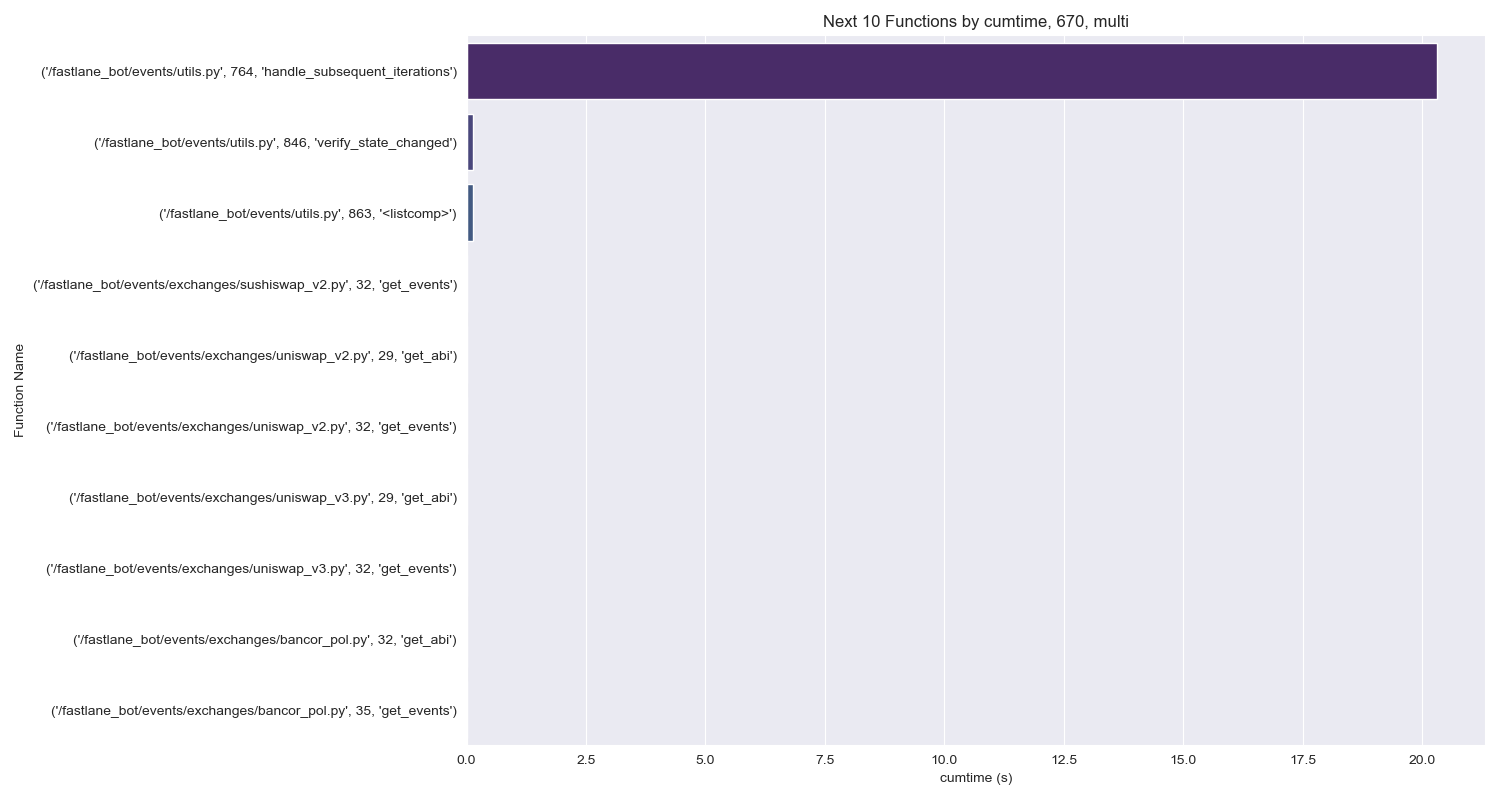 Next 10 Functions by cumtime, 670, multi
('/fastlane_bot/events/utils.py', 764, 'handle_subsequent_iterations')
('/fastlane_bot/events/utils.py', 846, 'verify_state_changed')
('/fastlane_bot/events/utils.py', 863, '<listcomp>')
('/fastlane_bot/events/exchanges/sushiswap_v2.py', 32, 'get_events')
('/fastlane_bot/events/exchanges/uniswap_v2.py', 29, 'get_abi')
('/fastlane_bot/events/exchanges/uniswap_v2.py', 32, 'get_events')
('/fastlane_bot/events/exchanges/uniswap_v3.py', 29, 'get_abi')
('/fastlane_bot/events/exchanges/uniswap_v3.py', 32, 'get_events')
('/fastlane_bot/events/exchanges/bancor_pol.py', 32, 'get_abi')
('/fastlane_bot/events/exchanges/bancor_pol.py', 35, 'get_events')
Function Name
0.0 2.5 5.0 7.5 10.0 12.5 15.0 17.5 20.0
cumtime (s)